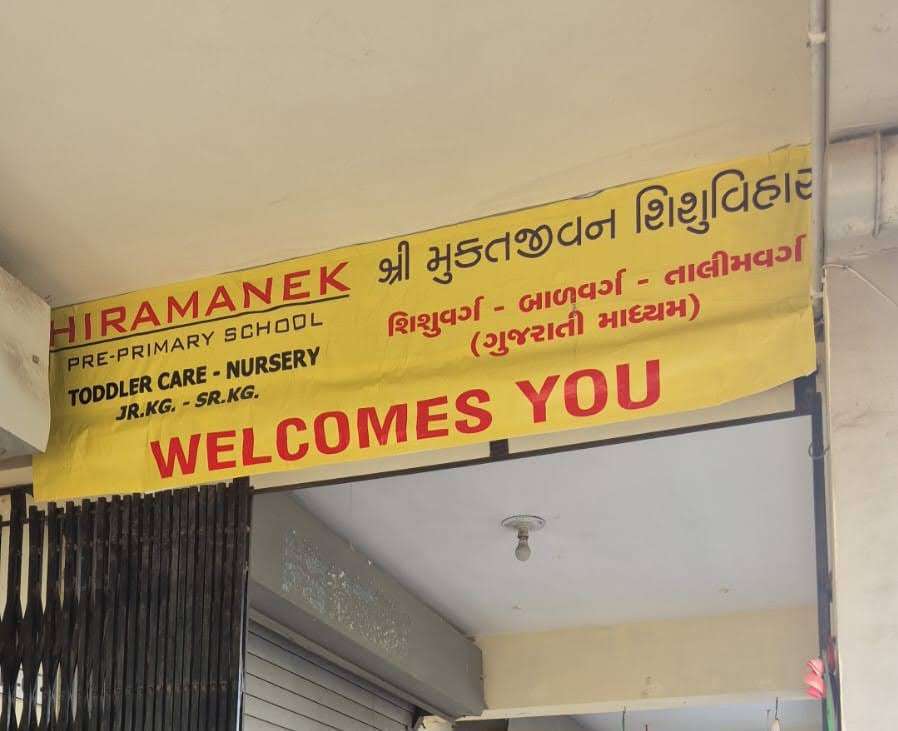 HIRAMANEK
PRE-PRIMARY SCHOOL
TODDLER CARE - NURSERY
JR.KG. - SR.KG.
શ્રી મુક્તજીવન શિશુવિહાર
શિશુવર્ગ - બાળવર્ગ - તાલીમવર્ગ
(ગુજરાતી માધ્યમ)
WELCOMES YOU